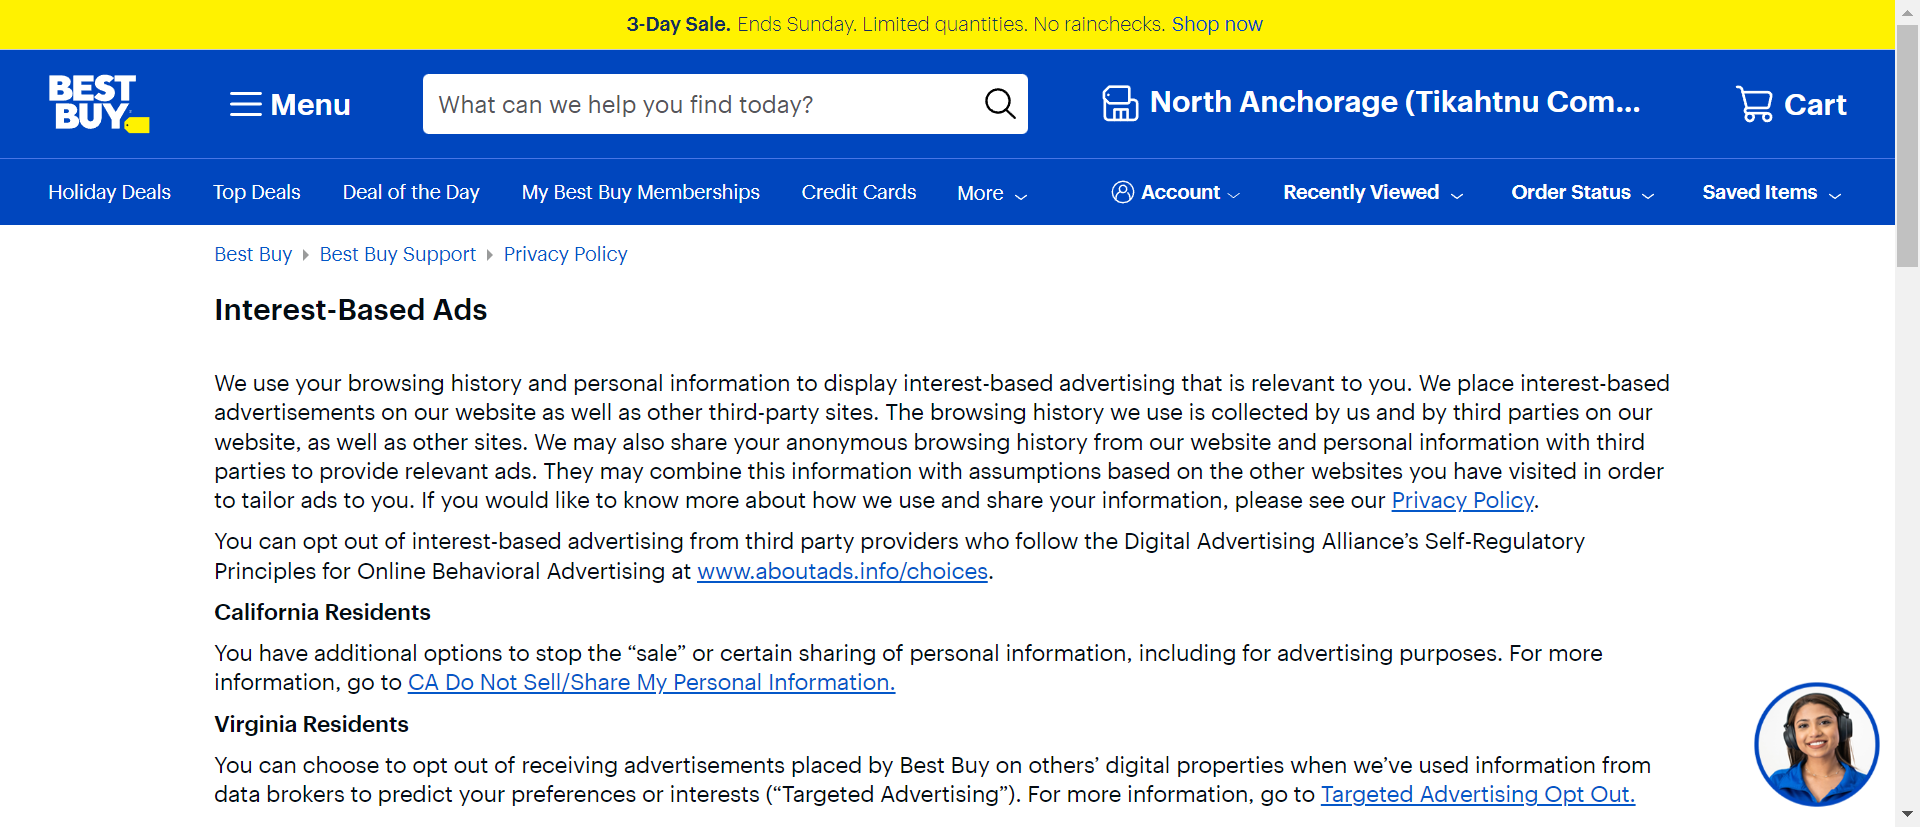 3-Day Sale. Ends Sunday. Limited quantities. No rainchecks. Shop now
BEST BUY
Menu
What can we help you find today?
North Anchorage (Tikahtnu Com...
Cart
Holiday Deals Top Deals Deal of the Day My Best Buy Memberships Credit Cards More Account Recently Viewed Order Status Saved Items
Best Buy Best Buy Support Privacy Policy
Interest-Based Ads
We use your browsing history and personal information to display interest-based advertising that is relevant to you. We place interest-based
advertisements on our website as well as other third-party sites. The browsing history we use is collected by us and by third parties on our
website, as well as other sites. We may also share your anonymous browsing history from our website and personal information with third
parties to provide relevant ads. They may combine this information with assumptions based on the other websites you have visited in order
to tailor ads to you. If you would like to know more about how we use and share your information, please see our Privacy Policy.
You can opt out of interest-based advertising from third party providers who follow the Digital Advertising Alliance’s Self-Regulatory
Principles for Online Behavioral Advertising at www.aboutads.info/choices.
California Residents
You have additional options to stop the “sale” or certain sharing of personal information, including for advertising purposes. For more
information, go to CA Do Not Sell/Share My Personal Information.
Virginia Residents
You can choose to opt out of receiving advertisements placed by Best Buy on others’ digital properties when we’ve used information from
data brokers to predict your preferences or interests (“Targeted Advertising”). For more information, go to Targeted Advertising Opt Out.